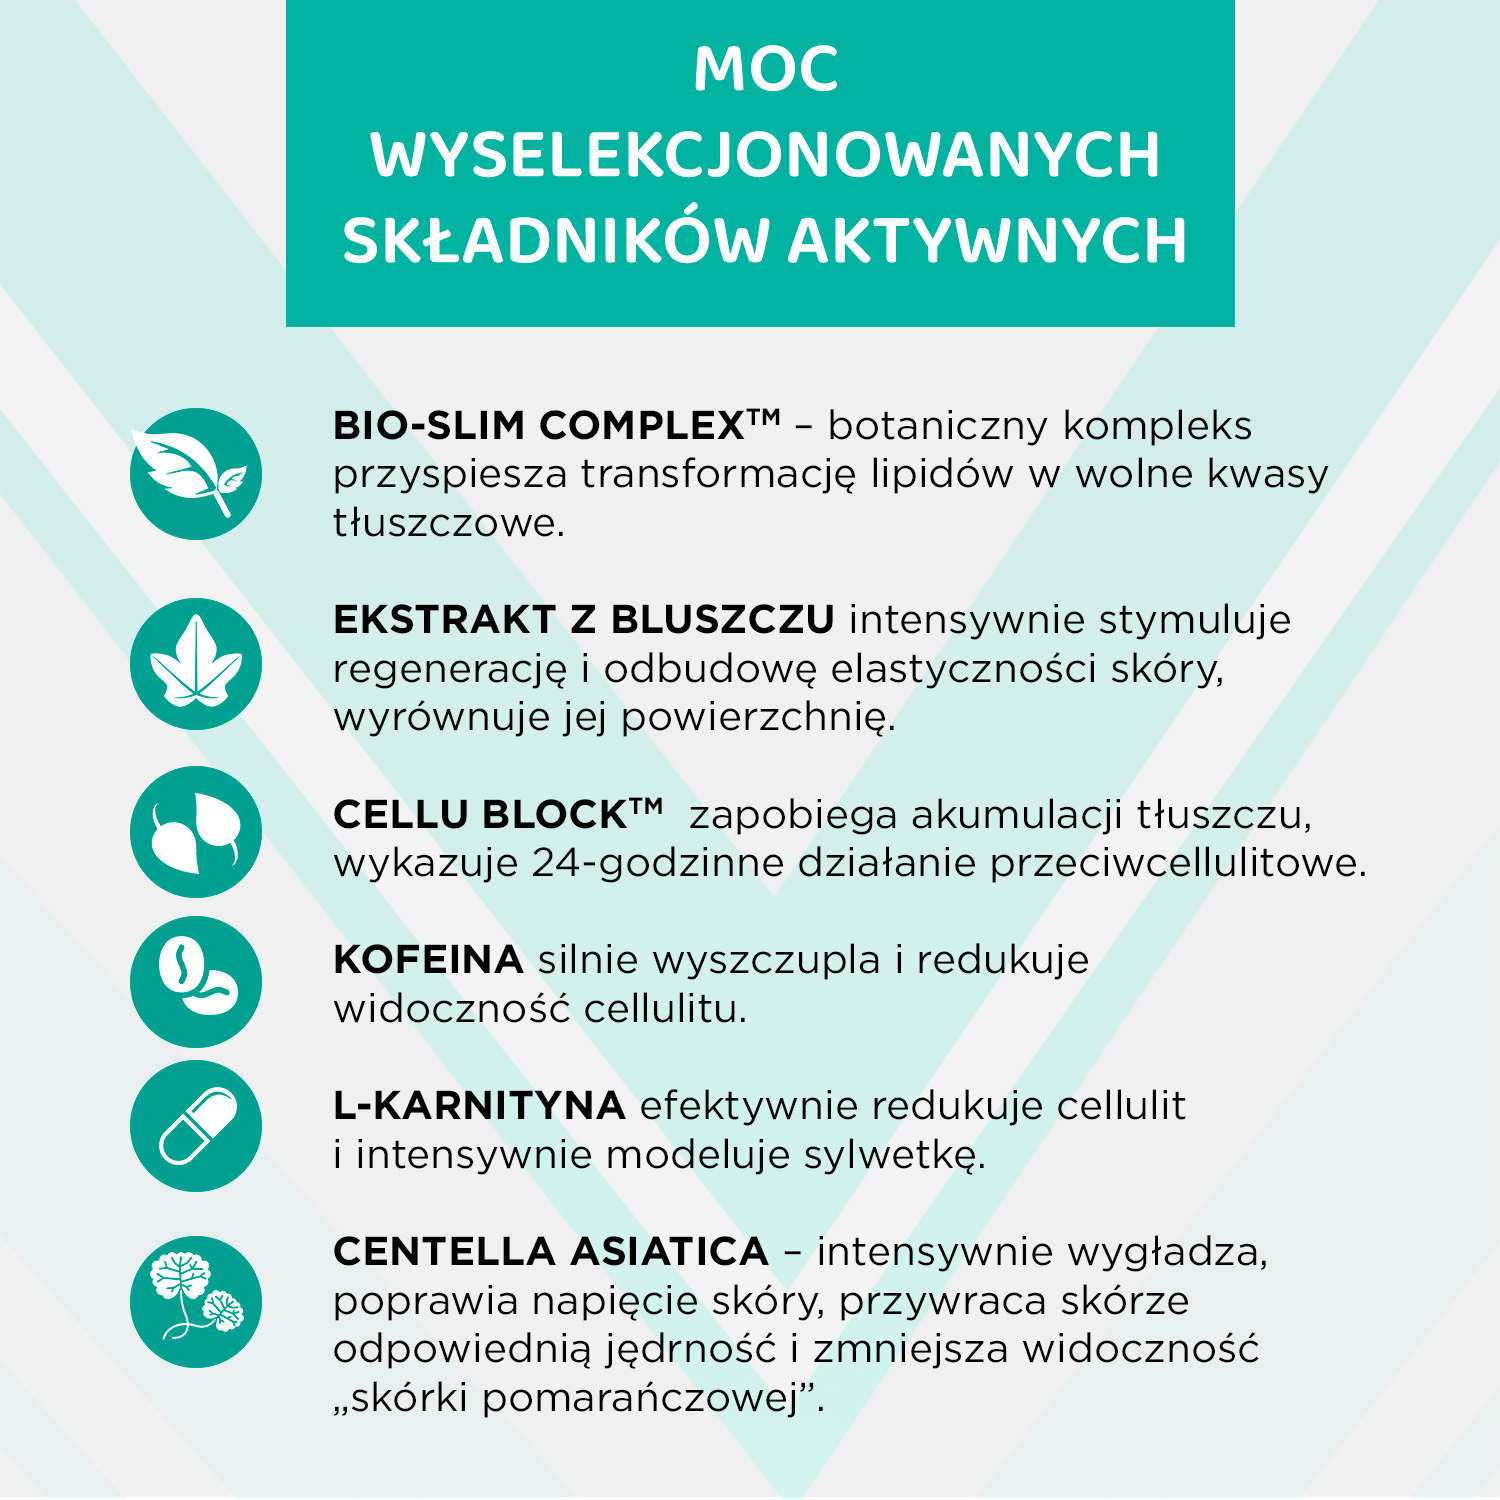 MOC
WYSELEKCJONOWANYCH
SKŁADNIKÓW AKTYWNYCH
BIO-SLIM COMPLEX™ – botaniczny kompleks
przyspiesza transformację lipidów w wolne kwasy
tłuszczowe.
EKSTRAKT Z BLUSZCZU intensywnie stymuluje
regenerację i odbudowę elastyczności skóry,
wyrównuje jej powierzchnię.
CELLU BLOCK™ zapobiega akumulacji tłuszczu,
wykazuje 24-godzinne działanie przeciwcellulitowe.
KOFEINA silnie wyszczupla i redukuje
widoczność cellulitu.
L-KARNITYNA efektywnie redukuje cellulit
i intensywnie modeluje sylwetkę.
CENTELLA ASIATICA – intensywnie wygładza,
poprawia napięcie skóry, przywraca skórze
odpowiednią jędrność i zmniejsza widoczność
„skórki pomarańczowej”.